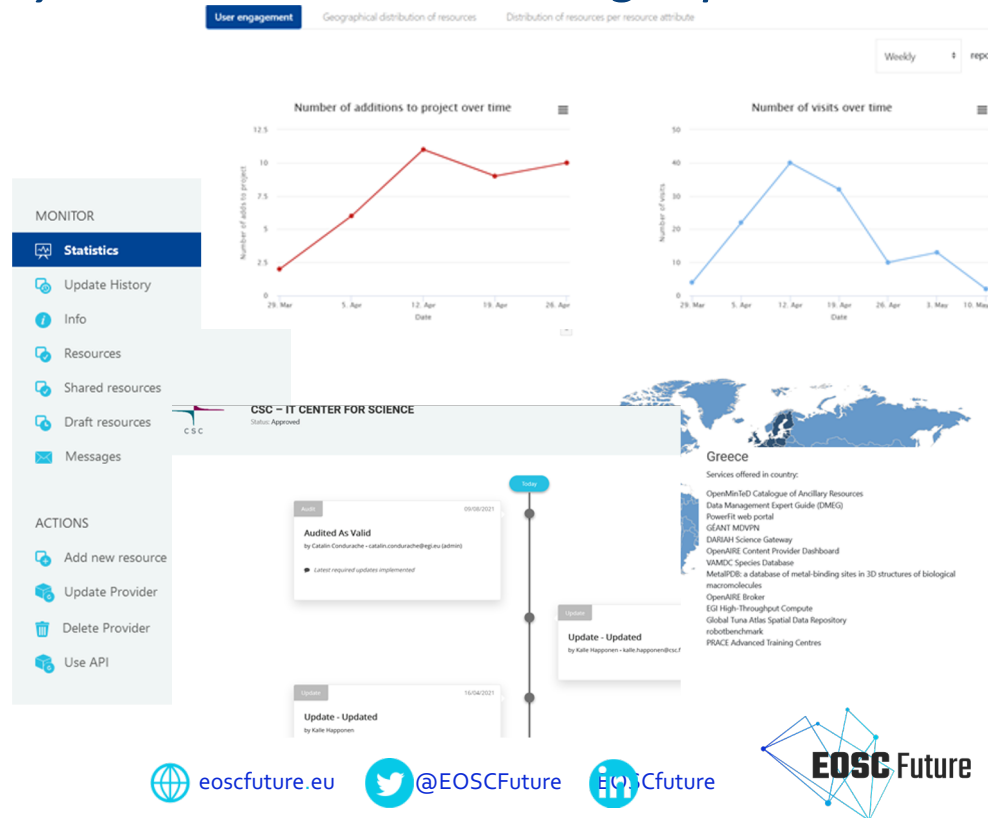 User engagement
Geographical distribution of resources
Distribution of resources per resource attribute
Weekly
Number of additions to project over time
Number of adds to project
12.5
10
7.5
5
2.5
0
29. Mar
5. Apr
12. Apr
19. Apr
26. Apr
Date
Number of visits over time
Number of visits
50
40
30
20
10
0
29. Mar
5. Apr
12. Apr
19. Apr
26. Apr
3. May
10. May
Date
MONITOR
Statistics
Update History
Info
Resources
Shared resources
Draft resources
Messages
ACTIONS
Add new resource
Update Provider
Delete Provider
Use API
CSC
CSC – IT CENTER FOR SCIENCE
Status: Approved
Today
Audit
09/08/2021
Audited As Valid
by Catalin Condurache - catalin.condurache@egi.eu (admin)
Latest required updates implemented
Update
Update - Updated
by Kalle Happonen - kalle.happonen@csc.f
Update
16/04/2021
Update - Updated
by Kalle Happonen
Greece
Services offered in country:
OpenMinTeD Catalogue of Ancillary Resources
Data Management Expert Guide (DMEG)
PowerFit web portal
GÉANT MDVPN
DARIAH Science Gateway
OpenAIRE Content Provider Dashboard
VAMDC Species Database
MetalPDB: a database of metal-binding sites in 3D structures of biological
macromolecules
OpenAIRE Broker
EGI High-Throughput Compute
Global Tuna Atlas Spatial Data Repository
robotbenchmark
PRACE Advanced Training Centres
eoscfuture.eu
@EOSCFuture
EOSCfuture
EOSC Future